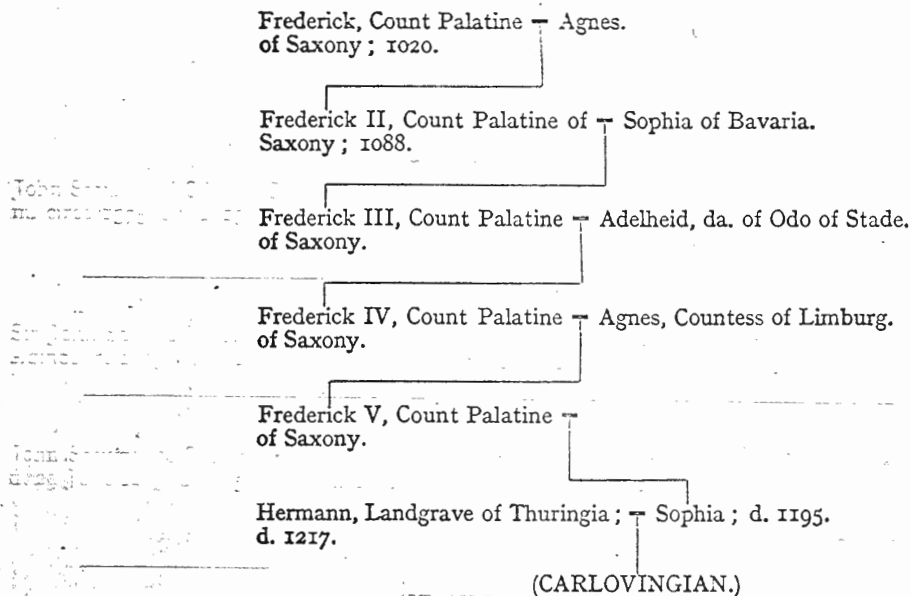 Frederick, Count Palatine — Agnes.
of Saxony; 1020.
Frederick II, Count Palatine of — Sophia of Bavaria.
Saxony; 1088.
Frederick III, Count Palatine — Adelheid, da. of Odo of Stade.
of Saxony.
Frederick IV, Count Palatine — Agnes, Countess of Limburg.
of Saxony.
Frederick V, Count Palatine —
of Saxony.
Hermann, Landgrave of Thuringia; — Sophia; d. 1195.
d. 1217.
(CARLOVINGIAN.)